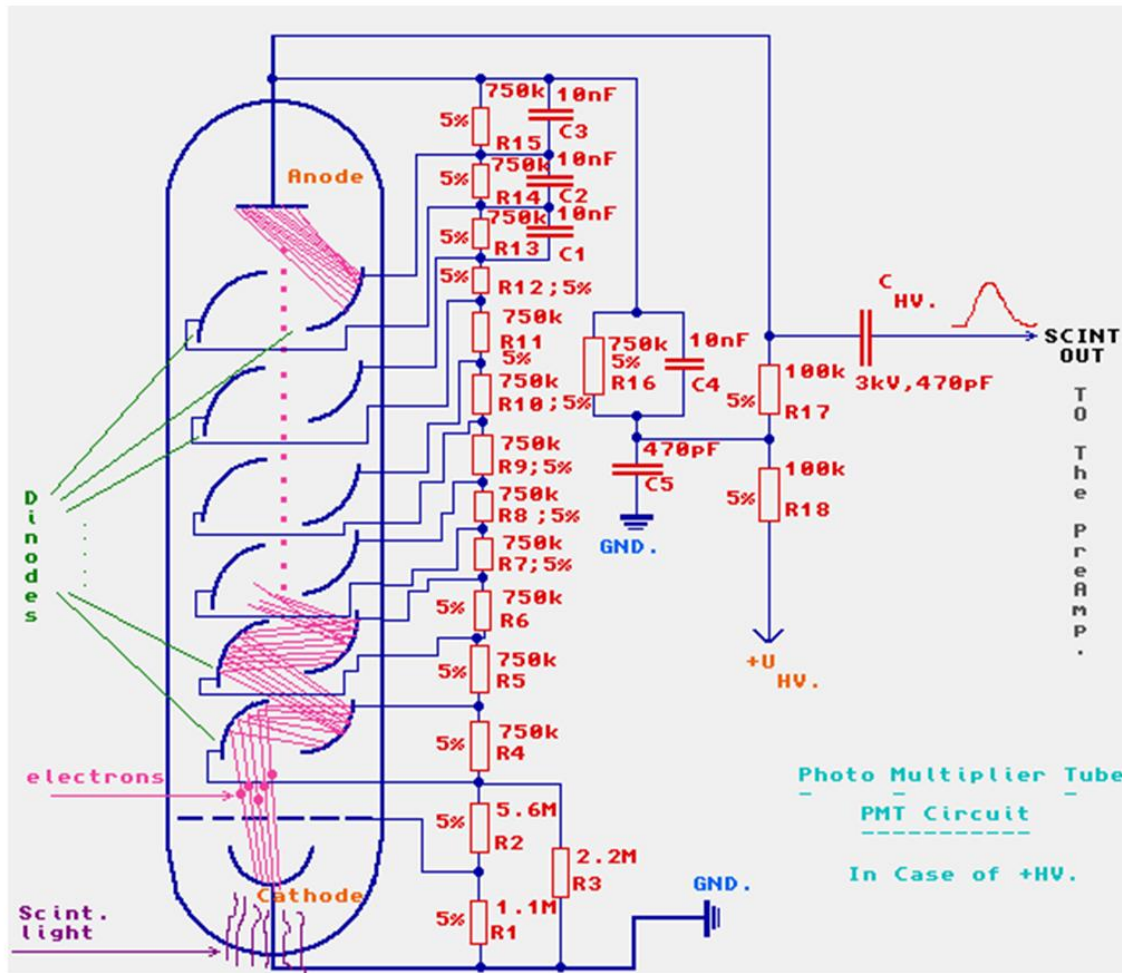 750k
10nF
5%
C3
R15
750k
10nF
5%
C2
R14
750k
10nF
5%
R13
C1
5%
R12;5%
750k
R11
5%
750k
R10;5%
750k
R9;5%
750k
R8;5%
750k
R7;5%
5%
750k
R6
5%
750k
R5
5%
750k
R4
5%
5.6M
R2
2.2M
R3
5%
1.1M
R1
750k
5%
R16
10nF
C4
470pF
C5
GND.
C HV.
3kV,470pF
SCINT
OUT
TO The PreAmp.
100k
5%
R17
100k
5%
R18
+U HV.
GND.
Anode
Dinodes
electrons
Cathode
Scint.
light
Photo Multiplier Tube
PMT Circuit
In Case of +HV.